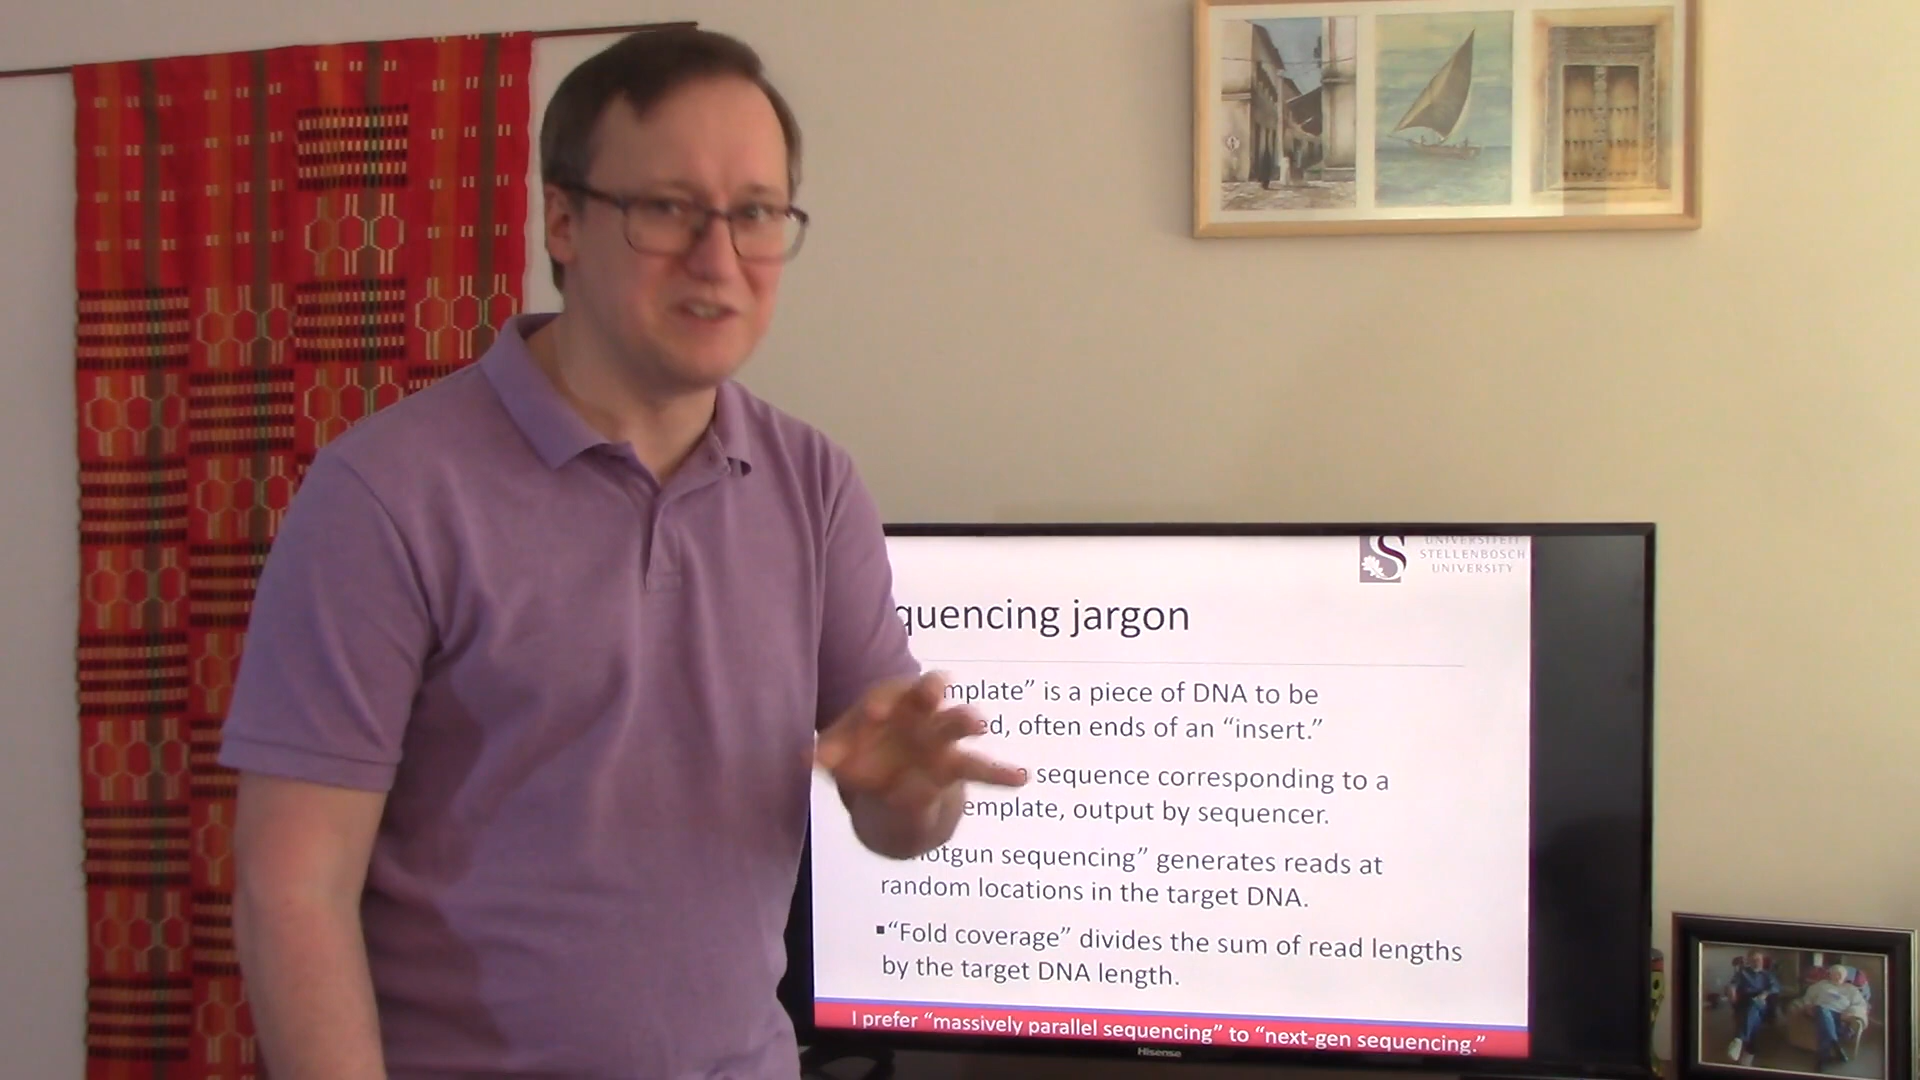 UNIVERSITEIT
STELLENBOSCH
UNIVERSITY
quencing jargon
mplate” is a piece of DNA to be
ed, often ends of an “insert.”
sequence corresponding to a
emplate, output by sequencer.
otgun sequencing” generates reads at
random locations in the target DNA.
▪“Fold coverage” divides the sum of read lengths
by the target DNA length.
I prefer “massively parallel sequencing” to “next-gen sequencing.”
Hisense